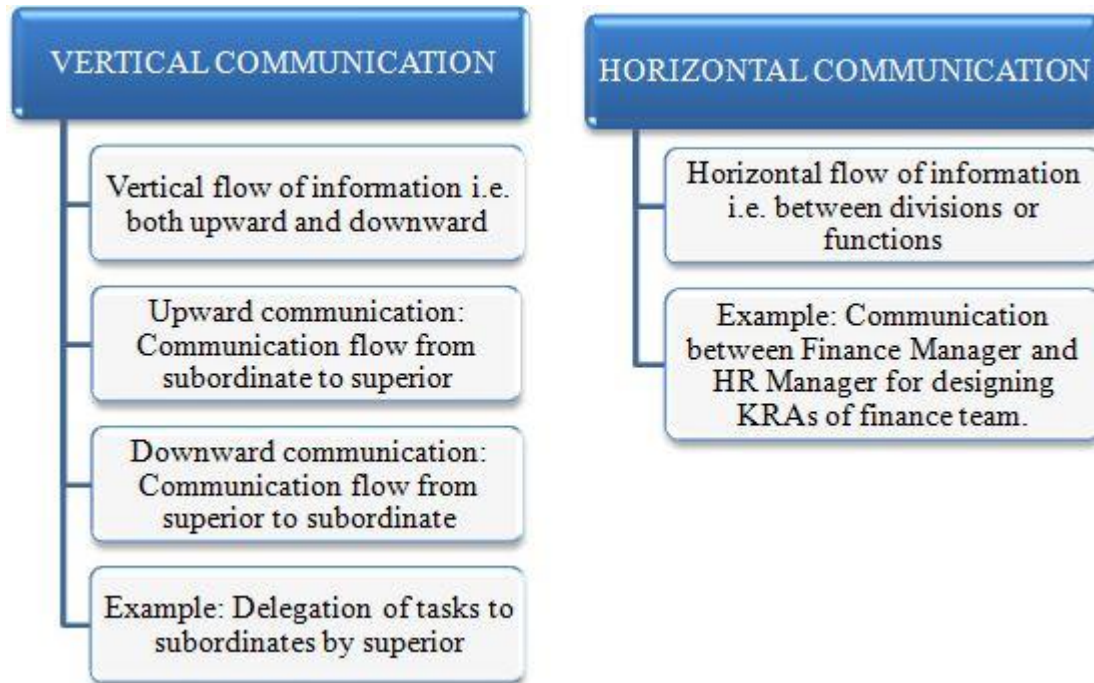 VERTICAL COMMUNICATION
Vertical flow of information i.e.
both upward and downward
Upward communication:
Communication flow from
subordinate to superior
Downward communication:
Communication flow from
superior to subordinate
Example: Delegation of tasks to
subordinates by superior
HORIZONTAL COMMUNICATION
Horizontal flow of information
i.e. between divisions or
functions
Example: Communication
between Finance Manager and
HR Manager for designing
KRAs of finance team.